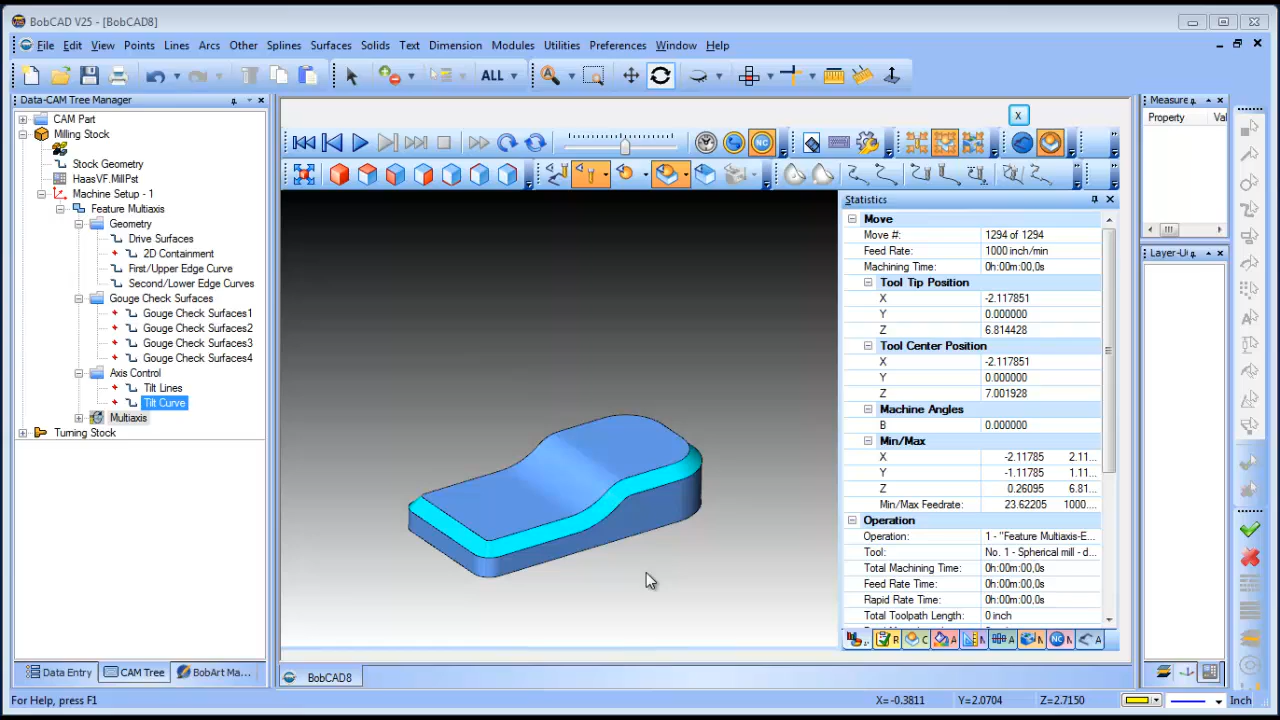 BobCAD V25 - [BobCAD8]
File Edit View Points Lines Arcs Other Splines Surfaces Solids Text Dimension Modules Utilities Preferences Window Help
ALL
Data-CAM Tree Manager
CAM Part
Milling Stock
Stock Geometry
HaasVF.MillPst
Machine Setup - 1
Feature Multiaxis
Geometry
Drive Surfaces
2D Containment
First/Upper Edge Curve
Second/Lower Edge Curves
Gouge Check Surfaces
Gouge Check Surfaces1
Gouge Check Surfaces2
Gouge Check Surfaces3
Gouge Check Surfaces4
Axis Control
Tilt Lines
Tilt Curve
Multiaxis
Turning Stock
X
NC
Statistics
Move
Move #: 1294 of 1294
Feed Rate: 1000 inch/min
Machining Time: 0h:00m:00,0s
Tool Tip Position
X -2.117851
Y 0.000000
Z 6.814428
Tool Center Position
X -2.117851
Y 0.000000
Z 7.001928
Machine Angles
B 0.000000
Min/Max
X -2.11785 2.11...
Y -1.11785 1.11...
Z 0.26095 6.81...
Min/Max Feedrate: 23.62205 1000....
Operation
Operation: 1 - "Feature Multiaxis-E...
Tool: No. 1 - Spherical mill - d...
Total Machining Time: 0h:00m:00,0s
Feed Rate Time: 0h:00m:00,0s
Rapid Rate Time: 0h:00m:00,0s
Total Toolpath Length: 0 inch
Measure
Property Val
Layer-U
Data Entry CAM Tree BobArt Ma...
BobCAD8
For Help, press F1
X= -0.3811 Y=2.0704 Z=2.7150 Inch